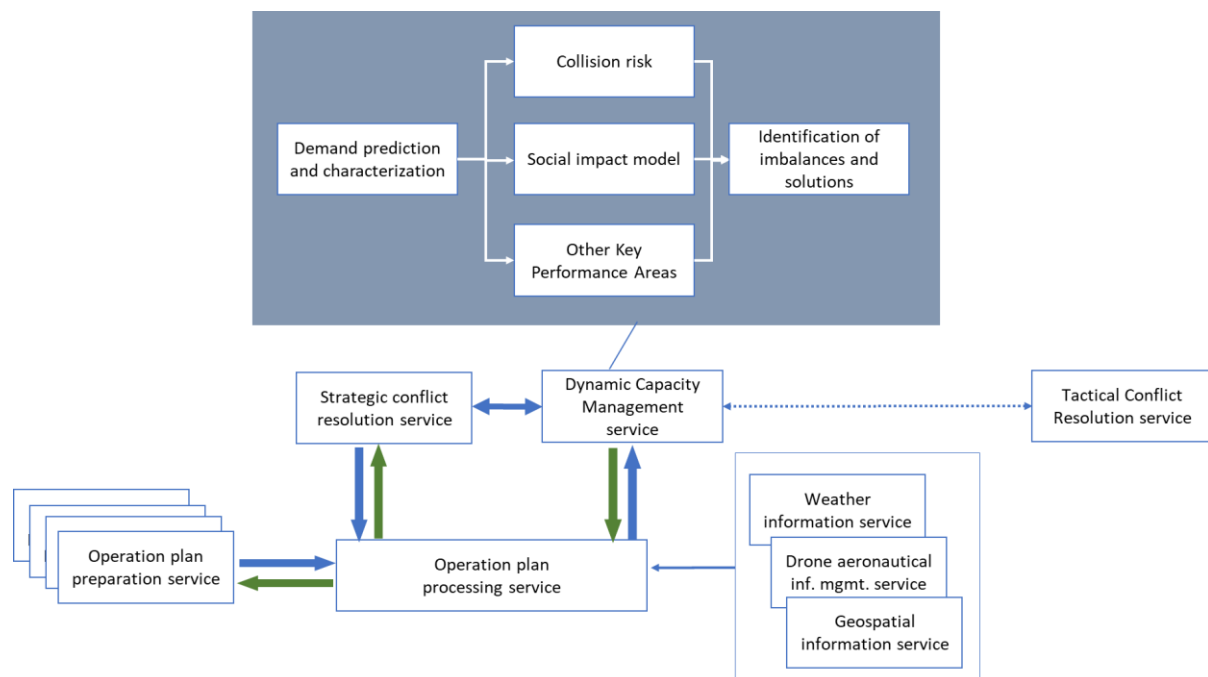 Collision risk
Demand prediction
and characterization
Social impact model
Identification of
imbalances and
solutions
Other Key
Performance Areas
Strategic conflict
resolution service
Dynamic Capacity
Management
service
Tactical Conflict
Resolution service
Weather
information service
Operation plan
preparation service
Operation plan
processing service
Drone aeronautical
inf. mgmt. service
Geospatial
information service